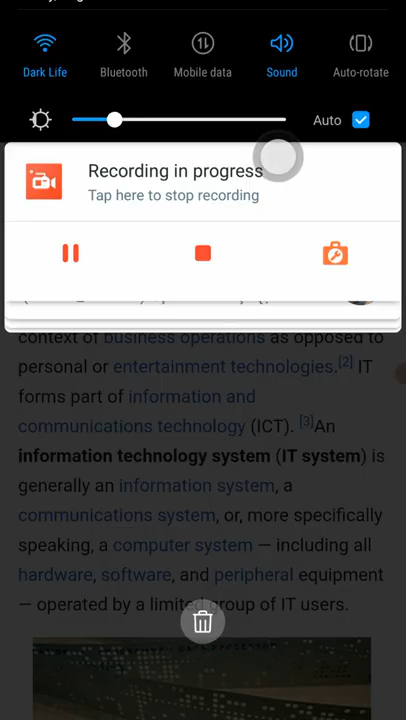 Dark Life
Bluetooth
Mobile data
Sound
Auto-rotate
Auto
Recording in progress
Tap here to stop recording
context of business operations as opposed to
personal or entertainment technologies.[2] IT
forms part of information and
communications technology (ICT). [3]An
information technology system (IT system) is
generally an information system, a
communications system, or, more specifically
speaking, a computer system — including all
hardware, software, and peripheral equipment
— operated by a limited group of IT users.